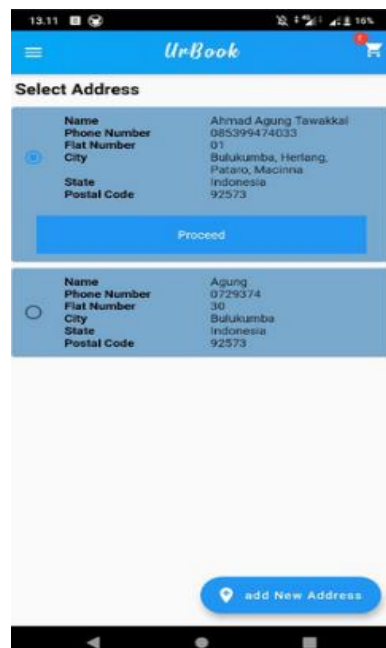 13.11
16%
UrBook
Select Address
Name Ahmad Agung Tawakkal
Phone Number 085399474033
Flat Number 01
City Bulukumba, Herlang,
Pataro, Macinna
State Indonesia
Postal Code 92573
Proceed
Name Agung
Phone Number 0729374
Flat Number 30
City Bulukumba
State Indonesia
Postal Code 92573
add New Address